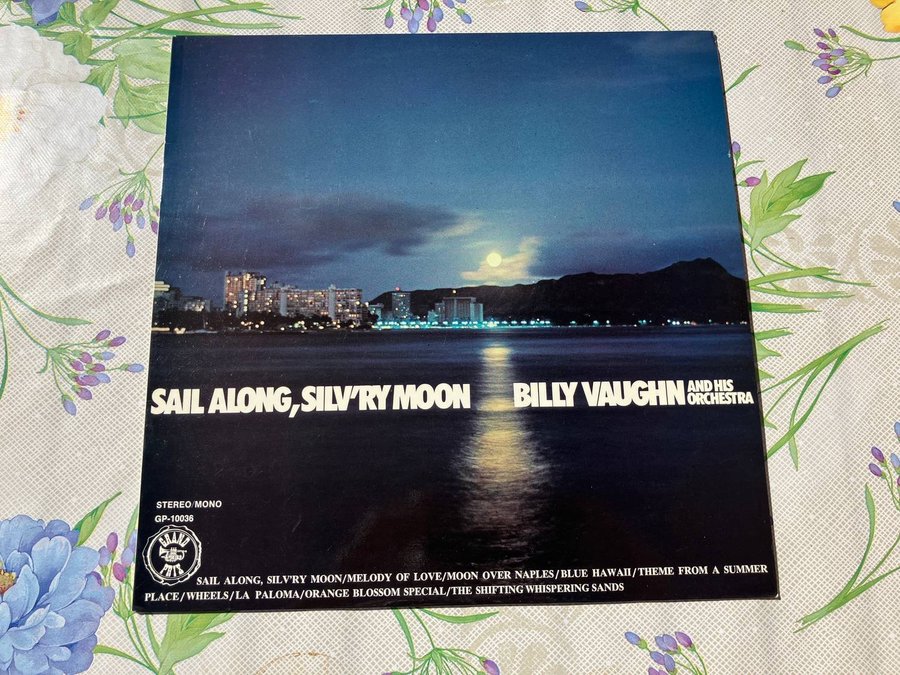 SAIL ALONG, SILV'RY MOON
BILLY VAUGHN AND HIS ORCHESTRA
STEREO/MONO
GP-10036
GRAND PRIX
SAIL ALONG, SILV'RY MOON/MELODY OF LOVE/MOON OVER NAPLES/BLUE HAWAII/THEME FROM A SUMMER
PLACE/WHEELS/LA PALOMA/ORANGE BLOSSOM SPECIAL/THE SHIFTING WHISPERING SANDS